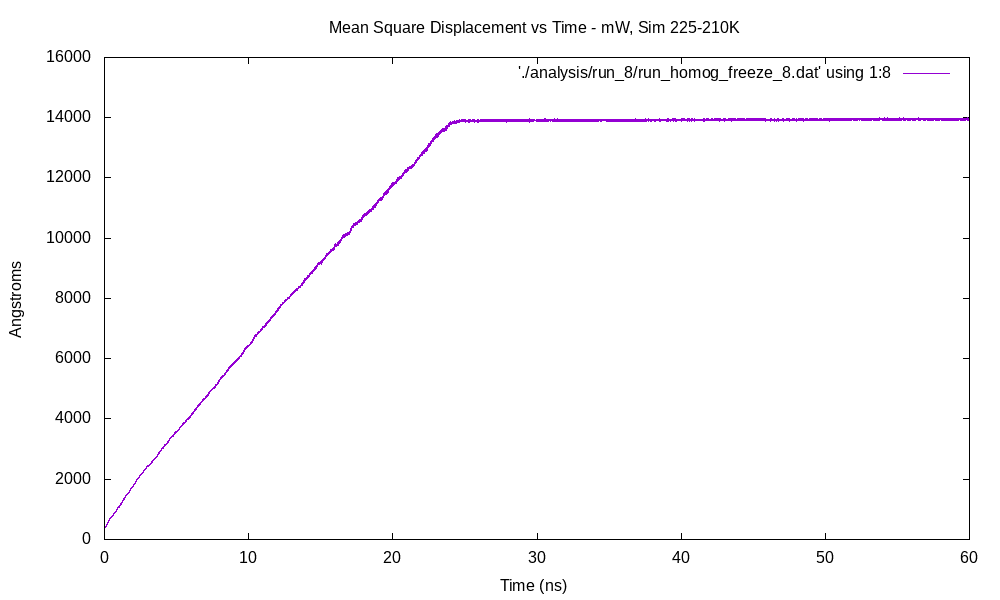 Mean Square Displacement vs Time - mW, Sim 225-210K
'./analysis/run_8/run_homog_freeze_8.dat' using 1:8
16000
14000
12000
10000
8000
6000
4000
2000
0
Angstroms
0 10 20 30 40 50 60
Time (ns)